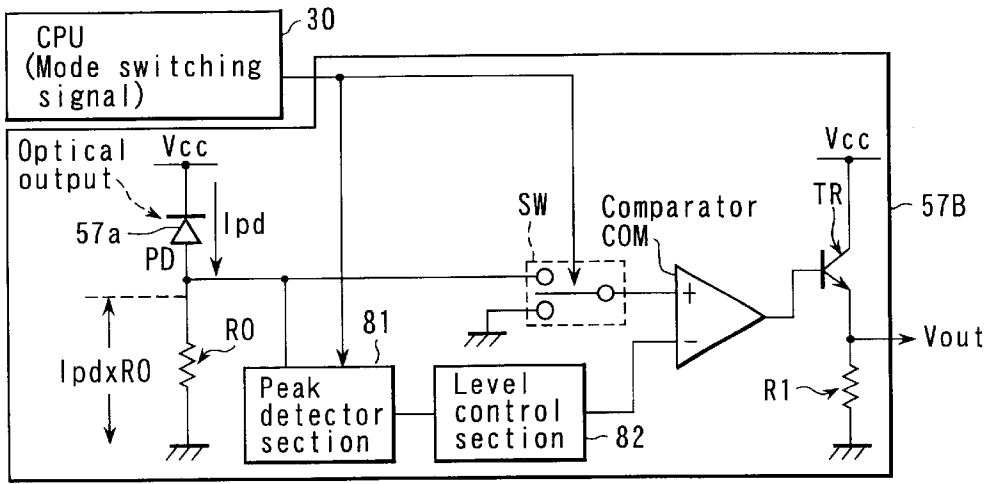 30
CPU
(Mode switching
signal)
Optical
output
Vcc
57a
PD
Ipd
SW
Comparator
COM
Vcc
TR
57B
+
−
Vout
R0
IpdxR0
81
Peak
detector
section
Level
control
section
82
R1